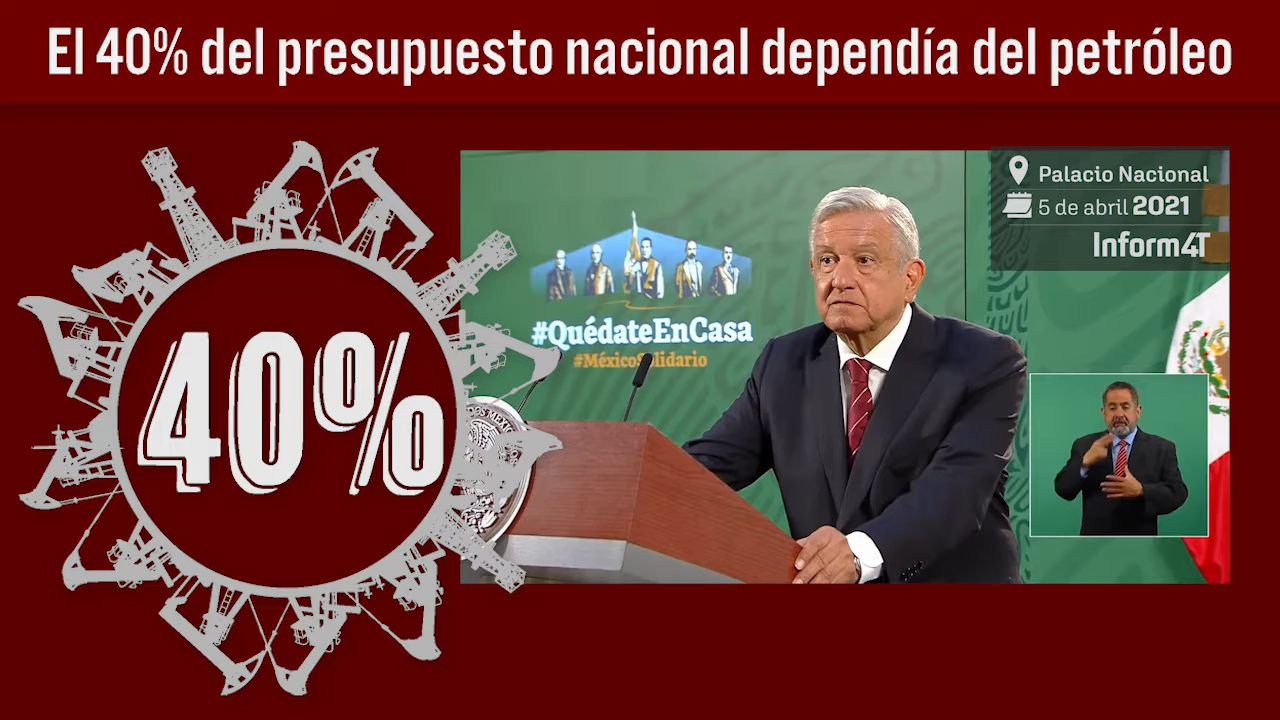 El 40% del presupuesto nacional dependía del petróleo
Palacio Nacional
5 de abril 2021
Inform4T
40%
#QuédateEnCasa
#MéxicoSolidario